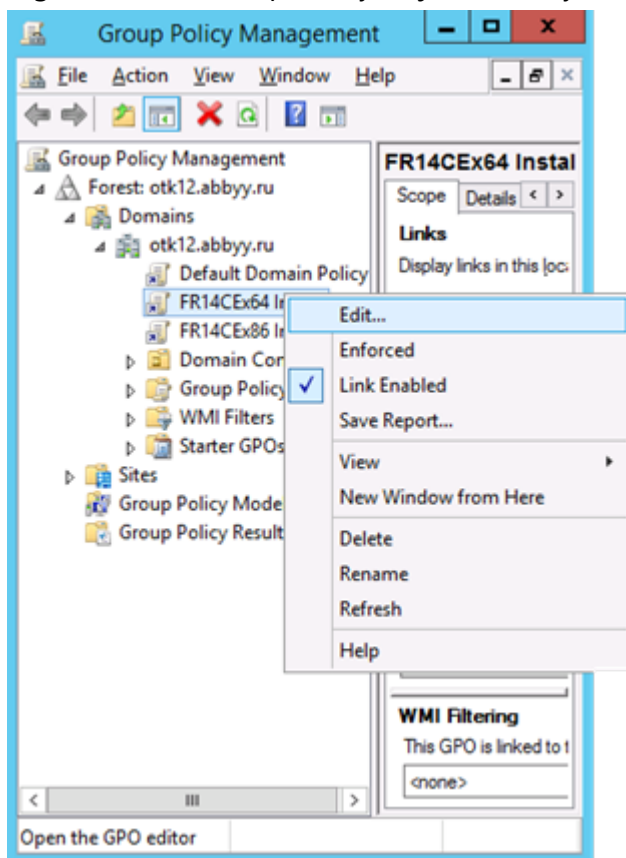 Group Policy Management
File Action View Window Help
Group Policy Management
Forest: otk12.abbyy.ru
Domains
otk12.abbyy.ru
Default Domain Policy
FR14CEx64 In
FR14CEx86 In
Domain Con
Group Policy
WMI Filters
Starter GPOs
Sites
Group Policy Mode
Group Policy Result
FR14CEx64 Instal
Scope Details
Links
Display links in this loc
Edit...
Enforced
Link Enabled
Save Report...
View
New Window from Here
Delete
Rename
Refresh
Help
WMI Filtering
This GPO is linked to t
<none>
Open the GPO editor